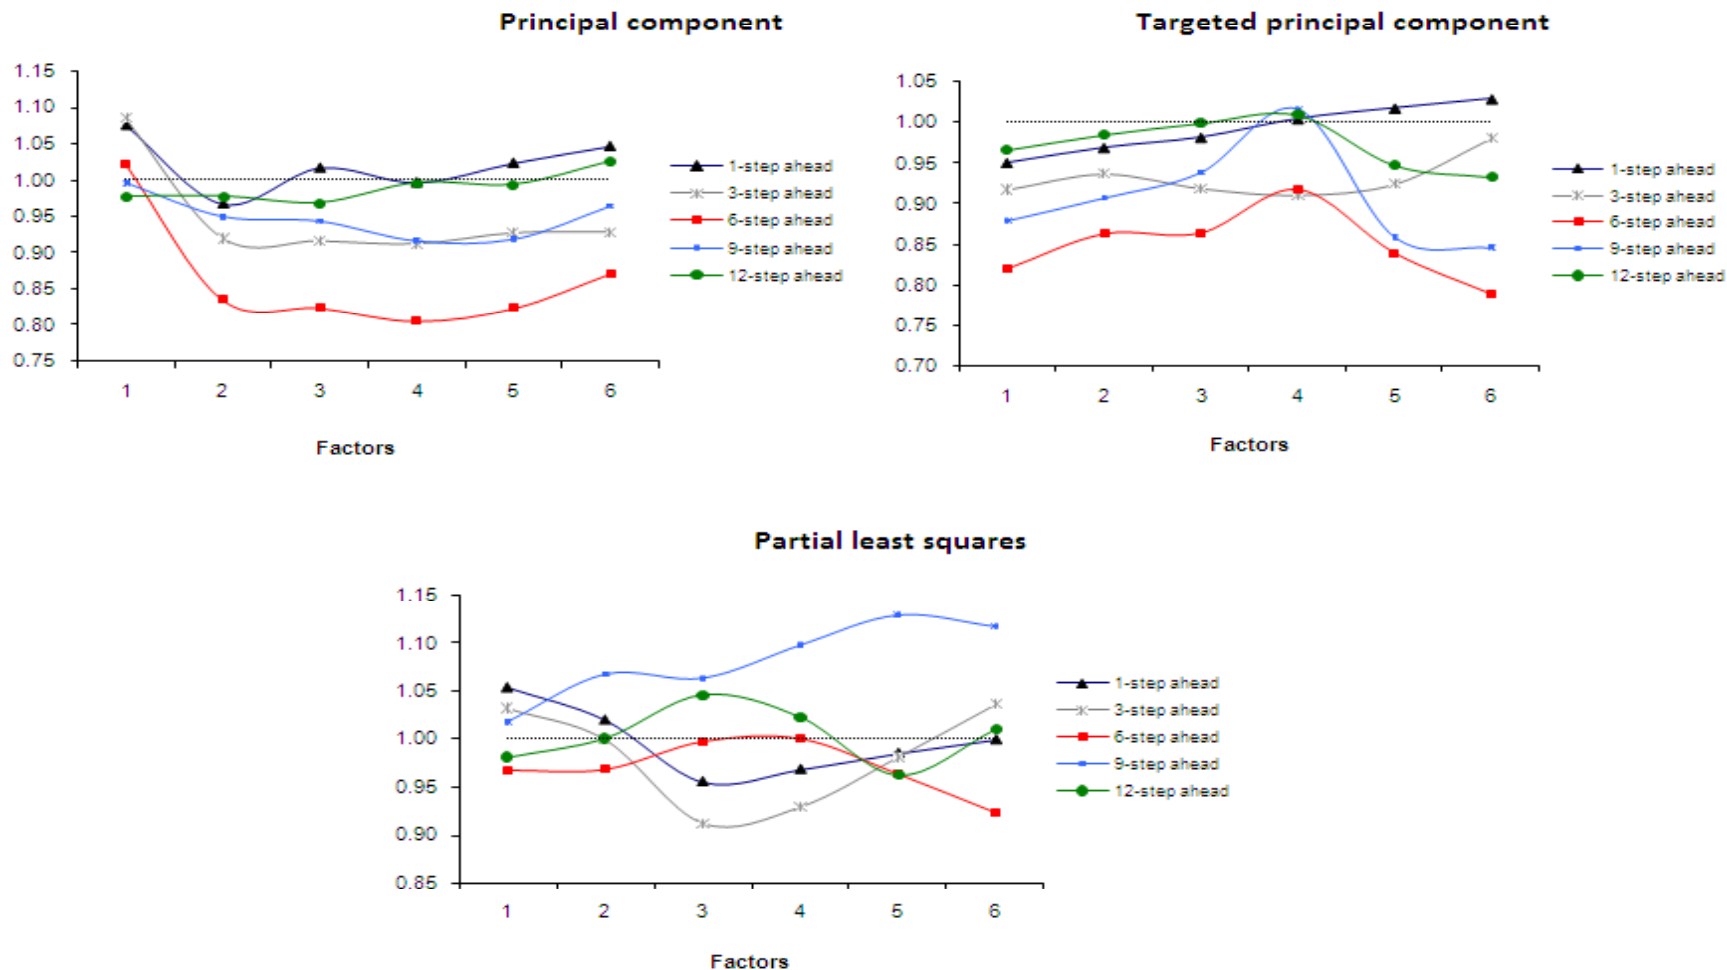 Principal component
1.15
1.10
1.05
1.00
0.95
0.90
0.85
0.80
0.75
1 2 3 4 5 6
Factors
1-step ahead
3-step ahead
6-step ahead
9-step ahead
12-step ahead
Targeted principal component
1.05
1.00
0.95
0.90
0.85
0.80
0.75
0.70
1 2 3 4 5 6
Factors
1-step ahead
3-step ahead
6-step ahead
9-step ahead
12-step ahead
Partial least squares
1.15
1.10
1.05
1.00
0.95
0.90
0.85
1 2 3 4 5 6
Factors
1-step ahead
3-step ahead
6-step ahead
9-step ahead
12-step ahead